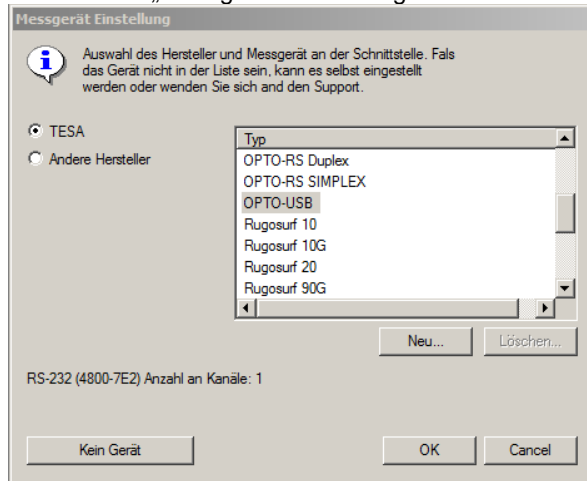 Messgerät Einstellung
Auswahl des Hersteller und Messgerät an der Schnittstelle. Fals
das Gerät nicht in der Liste sein, kann es selbst eingestellt
werden oder wenden Sie sich and den Support.
TESA
Andere Hersteller
Typ
OPTO-RS Duplex
OPTO-RS SIMPLEX
OPTO-USB
Rugosurf 10
Rugosurf 10G
Rugosurf 20
Rugosurf 90G
Neu...
Löschen...
RS-232 (4800-7E2) Anzahl an Kanäle: 1
Kein Gerät
OK
Cancel